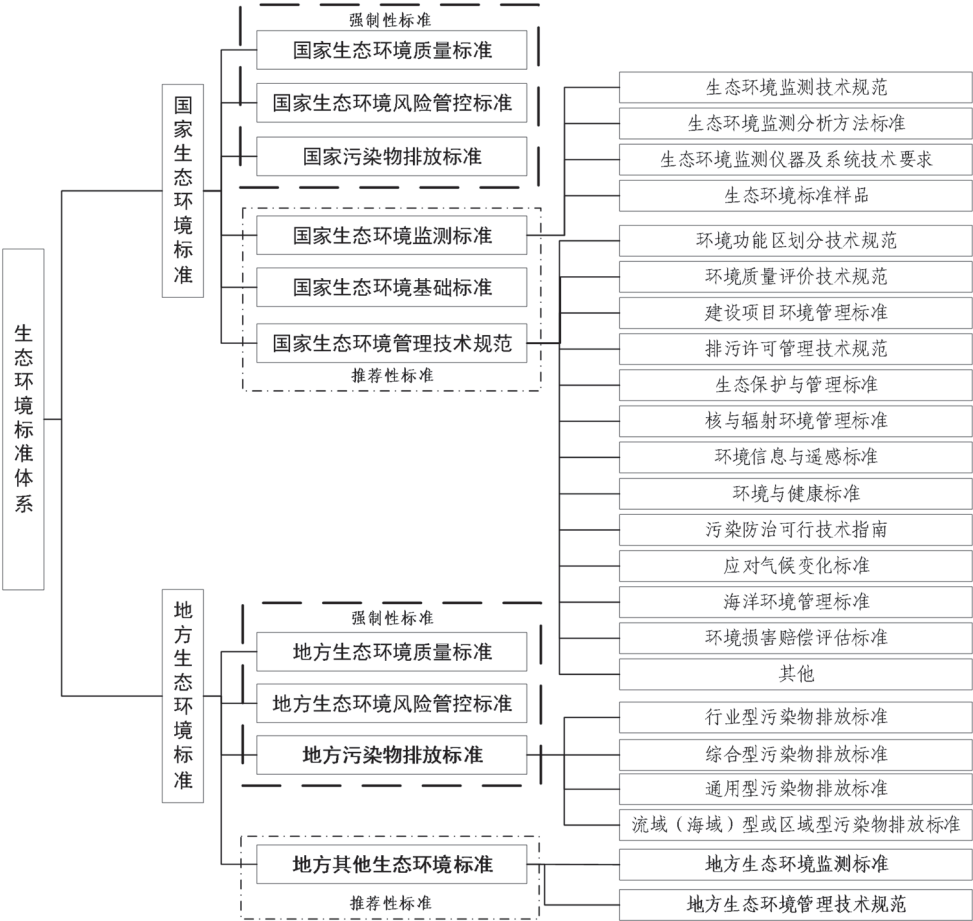 生态环境标准体系
国家生态环境标准
强制性标准
国家生态环境质量标准
国家生态环境风险管控标准
国家污染物排放标准
国家生态环境监测标准
国家生态环境基础标准
国家生态环境管理技术规范
推荐性标准
生态环境监测技术规范
生态环境监测分析方法标准
生态环境监测仪器及系统技术要求
生态环境标准样品
环境功能区划分技术规范
环境质量评价技术规范
建设项目环境管理标准
排污许可管理技术规范
生态保护与管理标准
核与辐射环境管理标准
环境信息与遥感标准
环境与健康标准
污染防治可行技术指南
应对气候变化标准
海洋环境管理标准
环境损害赔偿评估标准
其他
地方生态环境标准
强制性标准
地方生态环境质量标准
地方生态环境风险管控标准
地方污染物排放标准
行业型污染物排放标准
综合型污染物排放标准
通用型污染物排放标准
流域（海域）型或区域型污染物排放标准
地方其他生态环境标准
推荐性标准
地方生态环境监测标准
地方生态环境管理技术规范